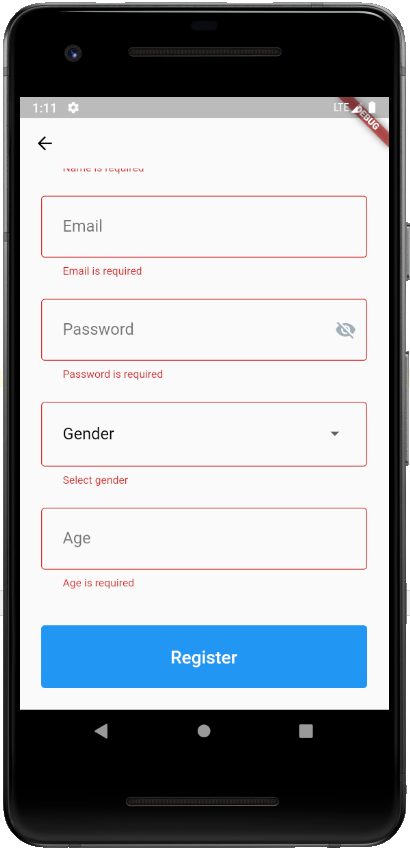 1:11
LTE
DEBUG
Name is required
Email
Email is required
Password
Password is required
Gender
Select gender
Age
Age is required
Register